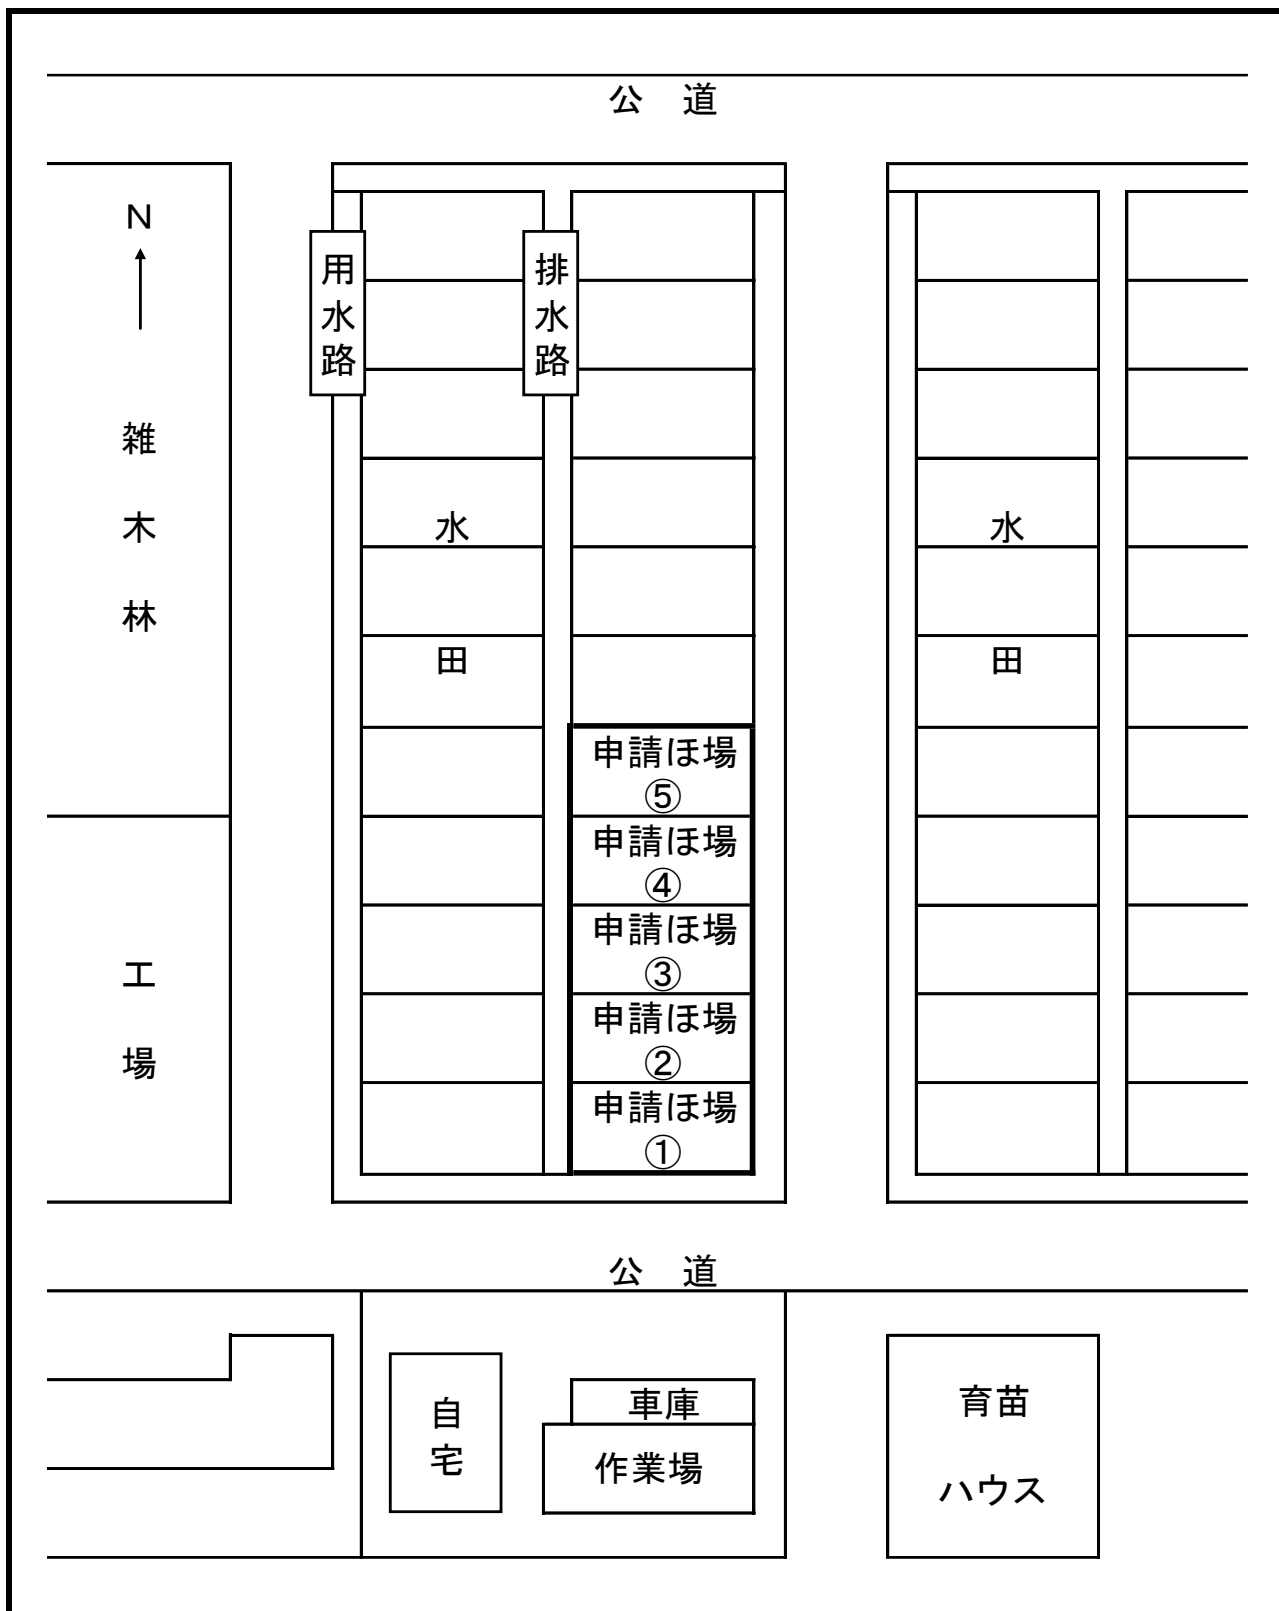 公　道
N
用水路
排水路
雑木林
水田
水田
申請ほ場
⑤
申請ほ場
④
申請ほ場
③
申請ほ場
②
申請ほ場
①
工場
公　道
自宅
車庫
作業場
育苗
ハウス